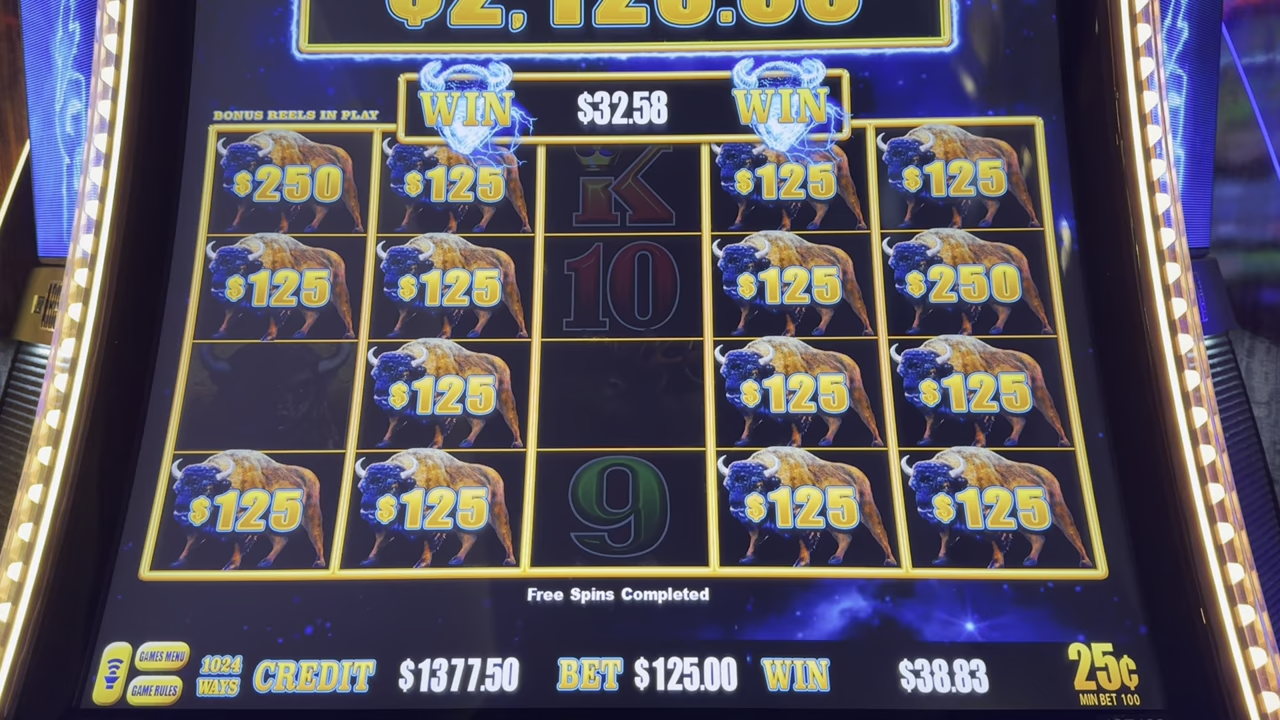 BONUS REELS IN PLAY
WIN $32.58 WIN
$250 $125 K $125 $125
$125 $125 10 $125 $250
$125 $125 $125
$125 $125 9 $125 $125
Free Spins Completed
GAMES MENU
GAME RULES
1024 WAYS
CREDIT $1377.50 BET $125.00 WIN $38.83
25¢
MIN BET 100